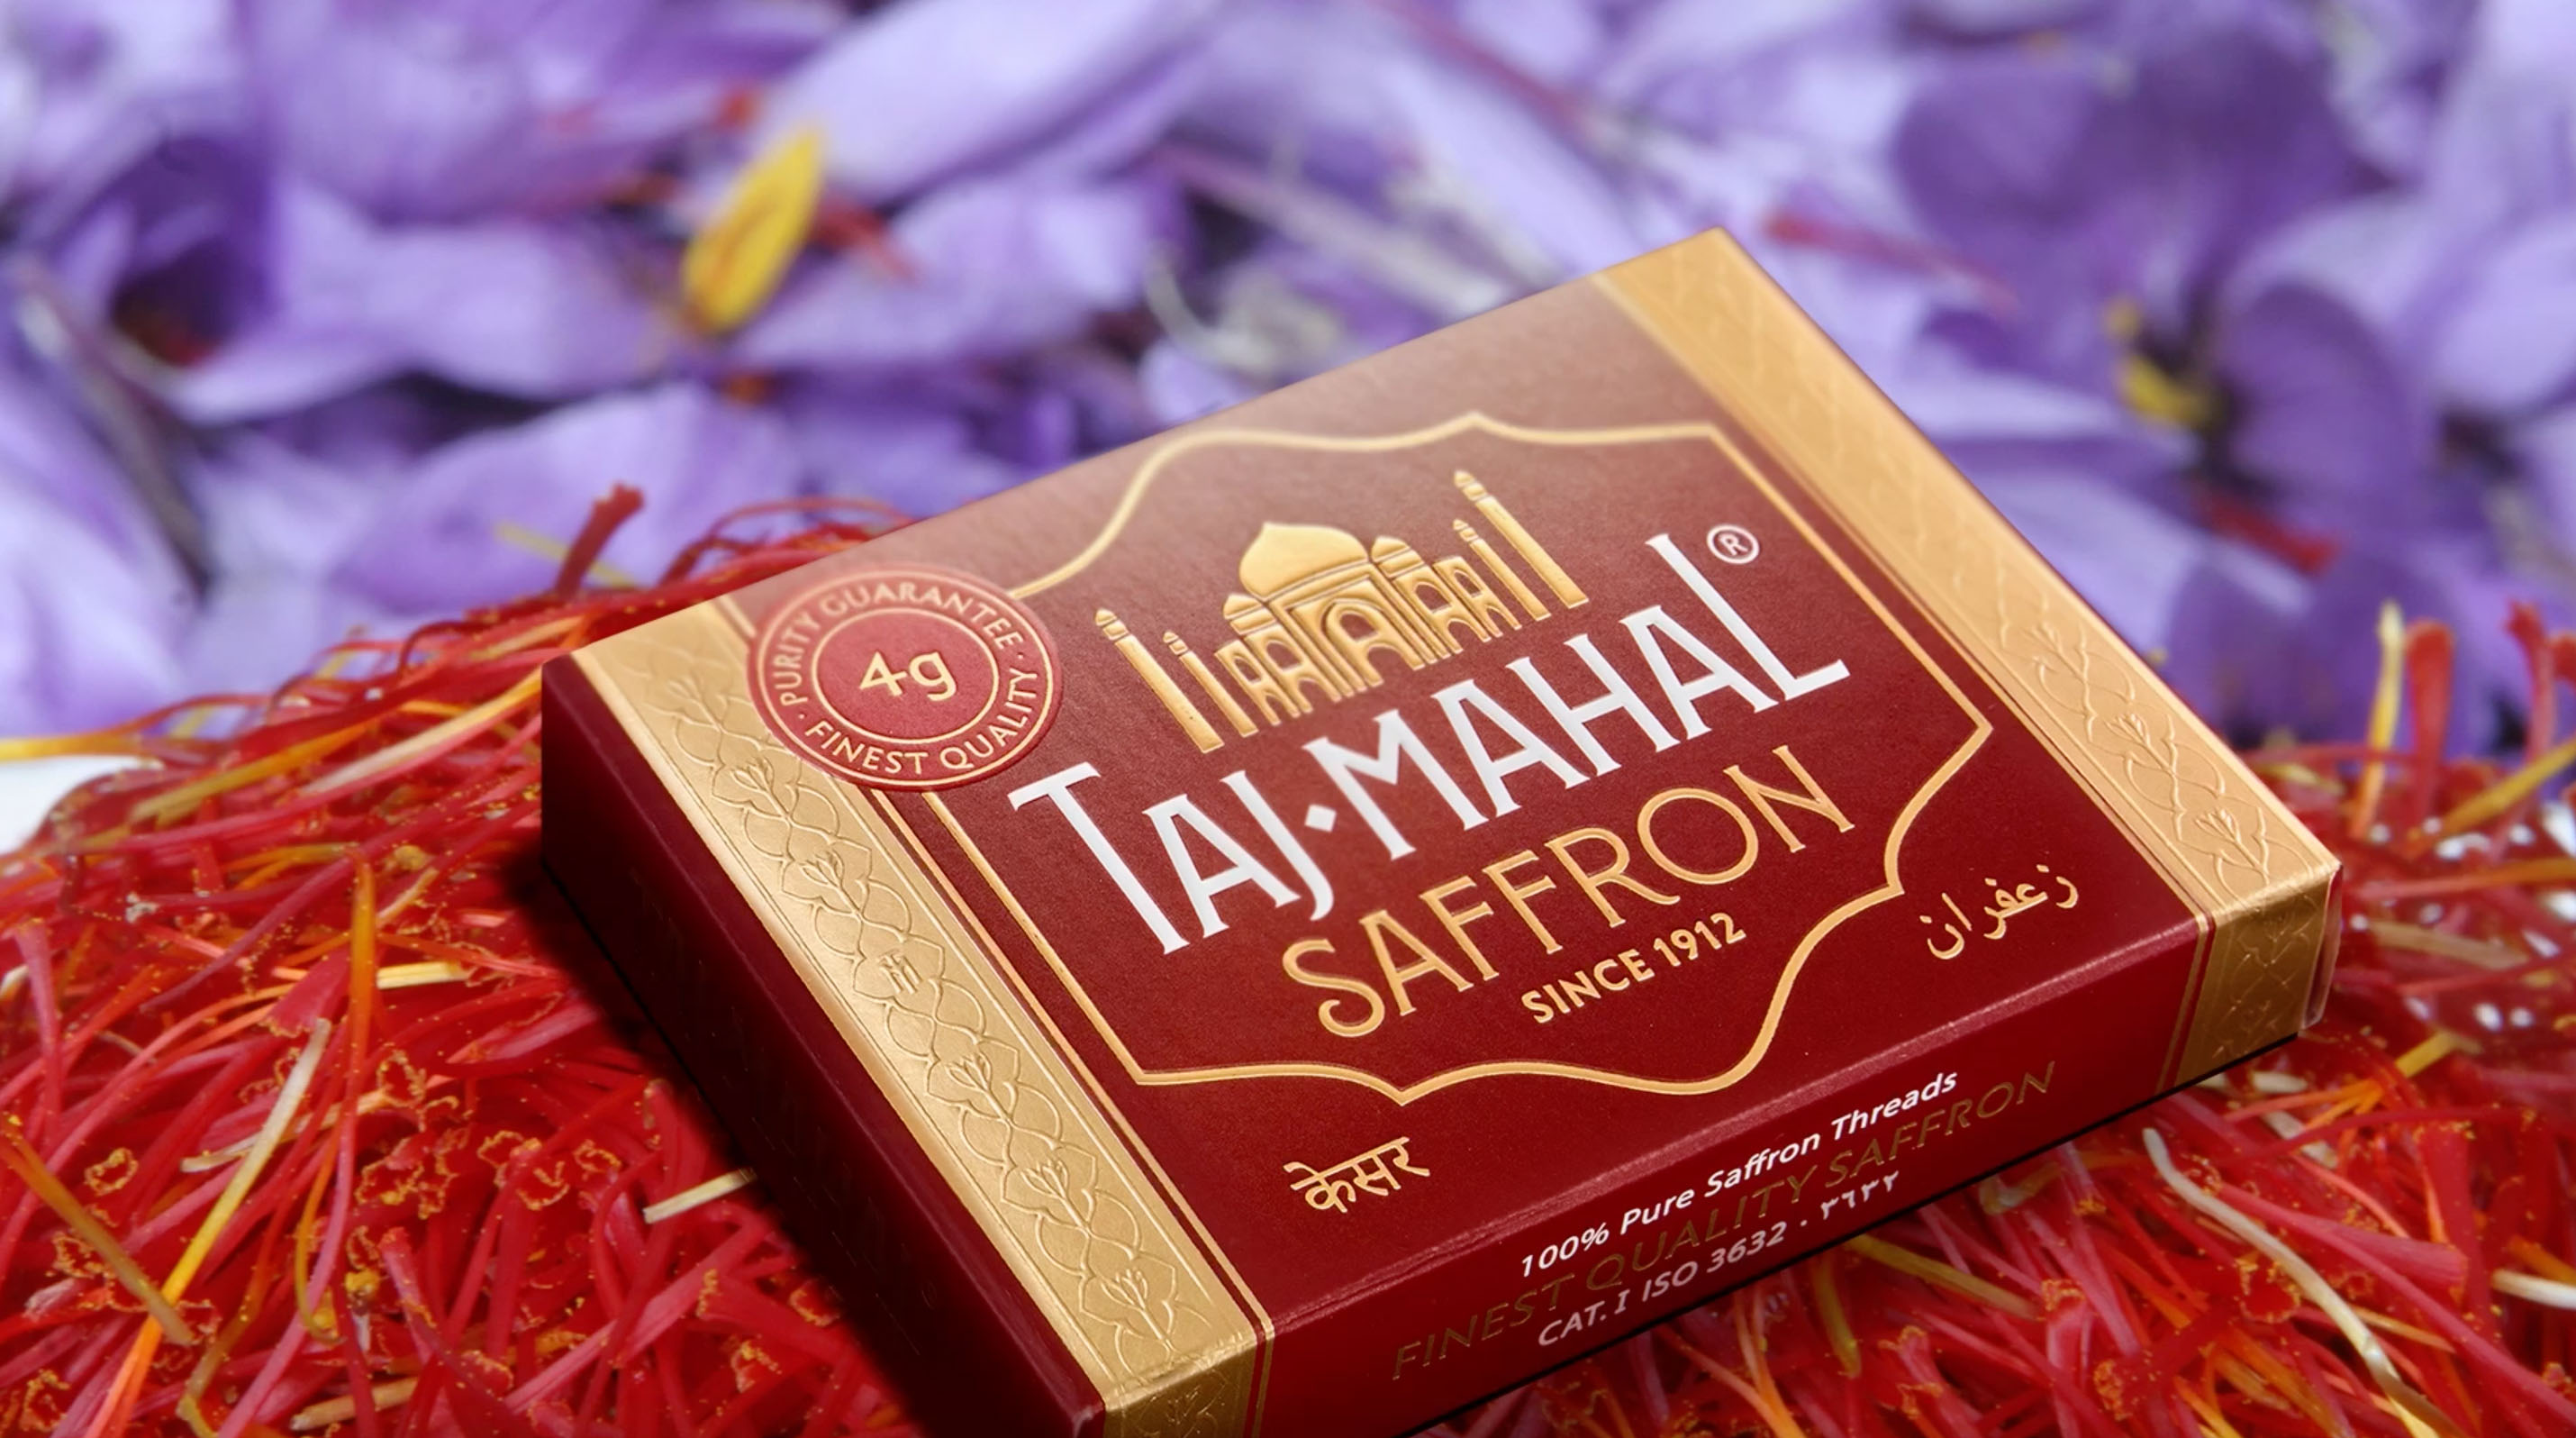 PURITY GUARANTEE
4g
FINEST QUALITY
TAJ·MAHAL®
SAFFRON
SINCE 1912
زعفران
केसर
100% Pure Saffron Threads
FINEST QUALITY SAFFRON
CAT. I ISO 3632 · ٣٦٣٢